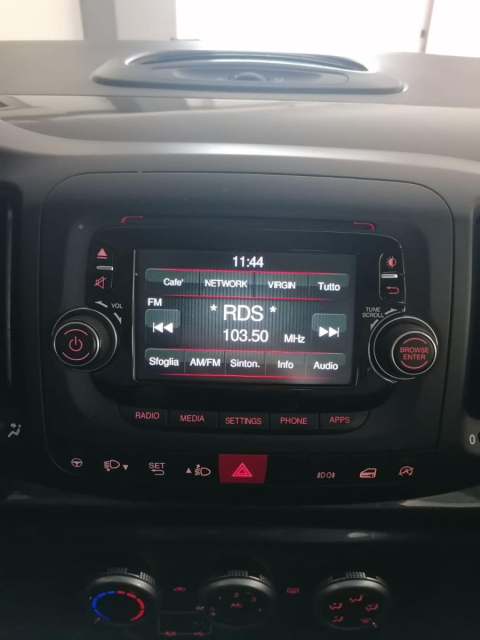 11:44
Cafe' NETWORK VIRGIN Tutto
VOL
FM
TUNE
SCROLL
* RDS *
103.50 MHz
BROWSE
ENTER
Sfoglia AM/FM Sinton. Info Audio
RADIO MEDIA SETTINGS PHONE APPS
SET
0